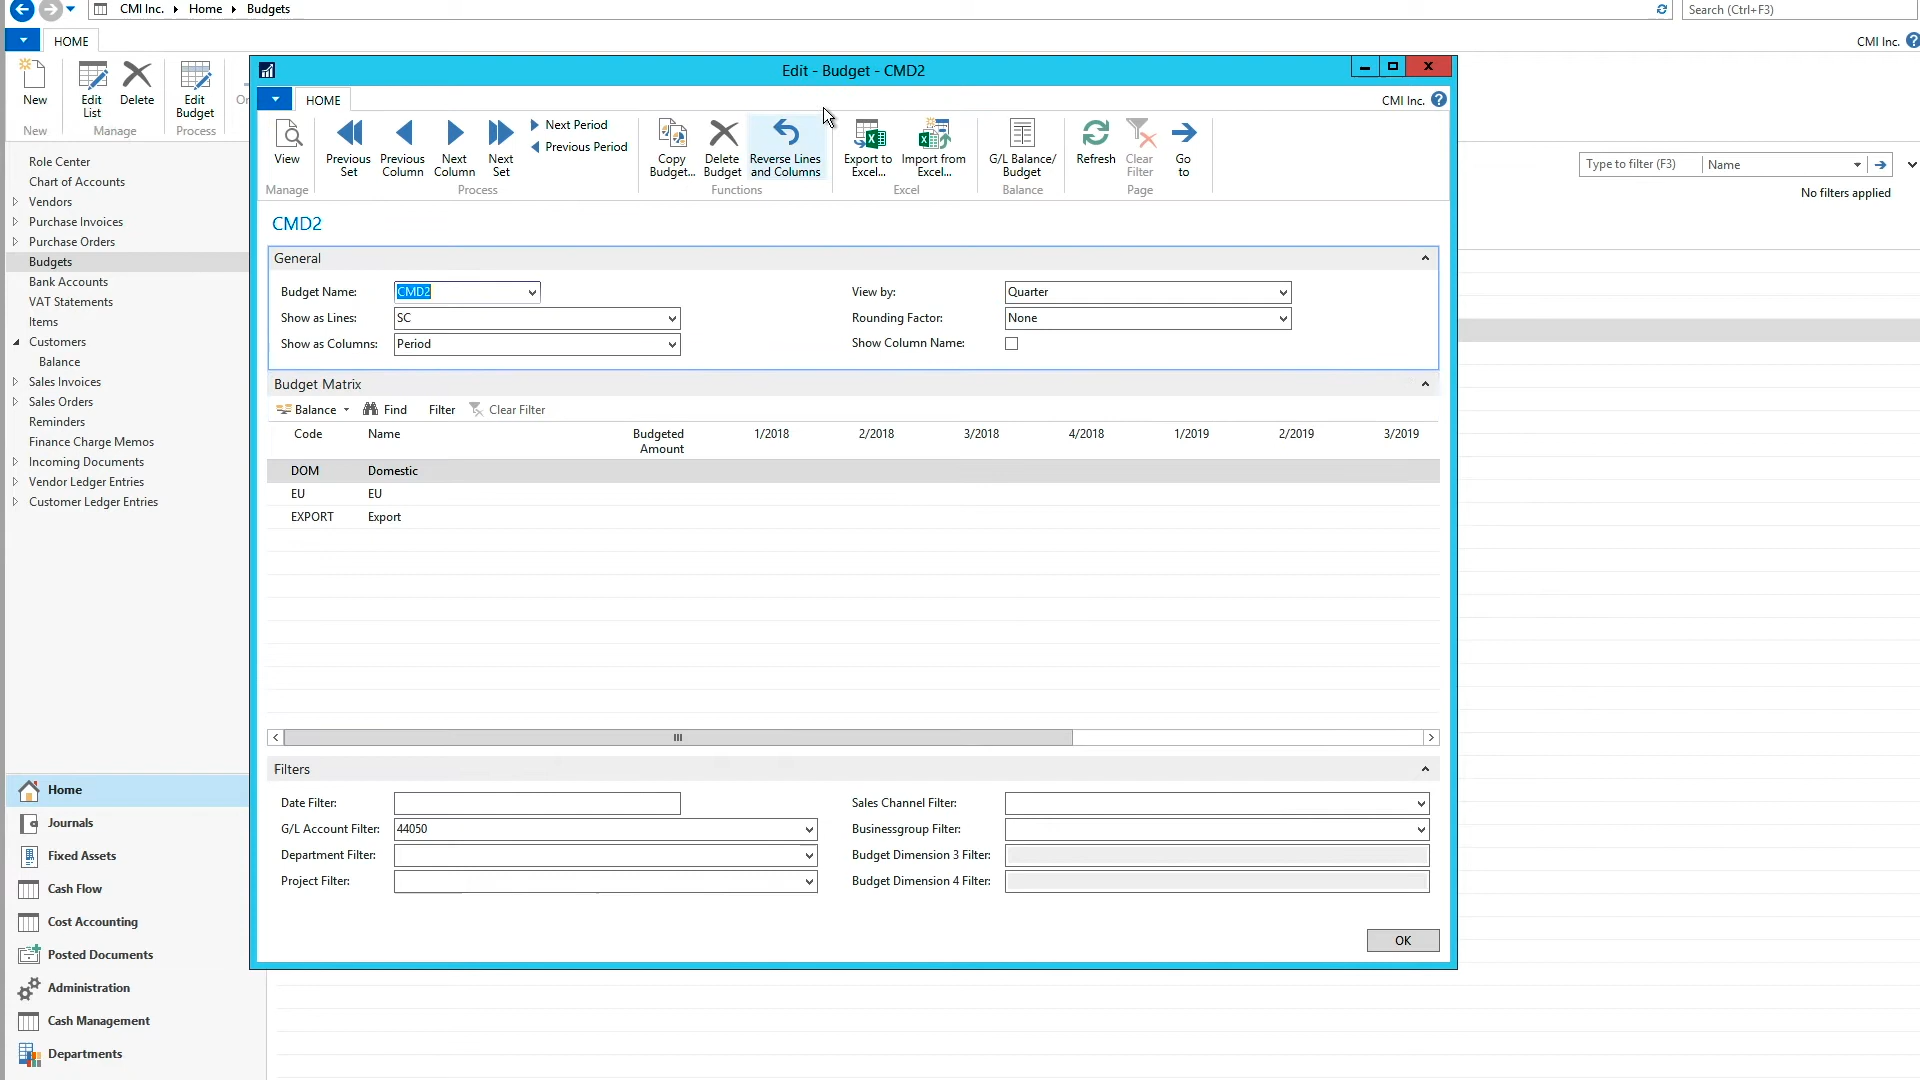 CMI Inc. Home Budgets
Search (Ctrl+F3)
HOME
CMI Inc.
New
Edit List
Delete
Edit Budget
New
Manage
Process
Role Center
Chart of Accounts
Vendors
Purchase Invoices
Purchase Orders
Budgets
Bank Accounts
VAT Statements
Items
Customers
Balance
Sales Invoices
Sales Orders
Reminders
Finance Charge Memos
Incoming Documents
Vendor Ledger Entries
Customer Ledger Entries
Home
Journals
Fixed Assets
Cash Flow
Cost Accounting
Posted Documents
Administration
Cash Management
Departments
Type to filter (F3) Name
No filters applied
Edit - Budget - CMD2
HOME
CMI Inc.
View
Previous Set
Previous Column
Next Column
Next Set
Next Period
Previous Period
Copy Budget...
Delete Budget
Reverse Lines and Columns
Export to Excel...
Import from Excel...
G/L Balance/ Budget
Refresh
Clear Filter
Go to
Manage
Process
Functions
Excel
Balance
Page
CMD2
General
Budget Name: CMD2
Show as Lines: SC
Show as Columns: Period
View by: Quarter
Rounding Factor: None
Show Column Name:
Budget Matrix
Balance Find Filter Clear Filter
Code Name Budgeted Amount 1/2018 2/2018 3/2018 4/2018 1/2019 2/2019 3/2019
DOM Domestic
EU EU
EXPORT Export
Filters
Date Filter:
G/L Account Filter: 44050
Department Filter:
Project Filter:
Sales Channel Filter:
Businessgroup Filter:
Budget Dimension 3 Filter:
Budget Dimension 4 Filter:
OK